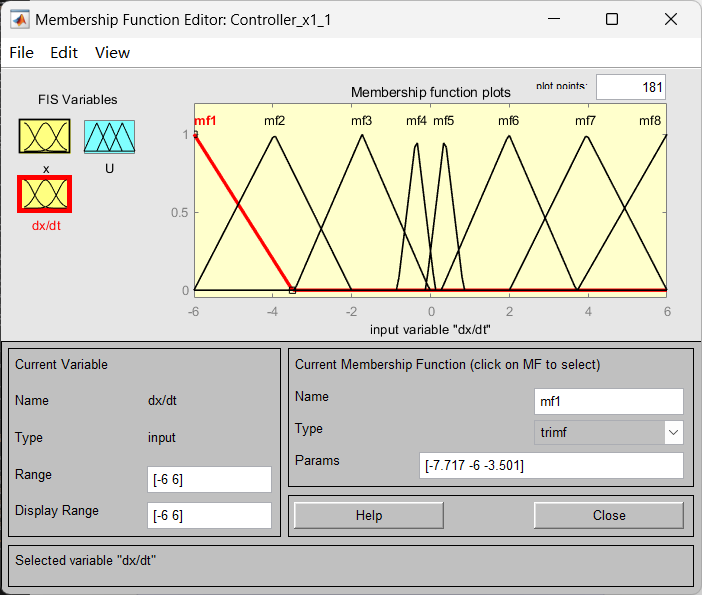 Membership Function Editor: Controller_x1_1
File Edit View
FIS Variables
x
U
dx/dt
Membership function plots
plot points:
181
mf1 mf2 mf3 mf4 mf5 mf6 mf7 mf8
1
0.5
0
-6 -4 -2 0 2 4 6
input variable "dx/dt"
Current Variable
Name dx/dt
Type input
Range [-6 6]
Display Range [-6 6]
Current Membership Function (click on MF to select)
Name mf1
Type trimf
Params [-7.717 -6 -3.501]
Help Close
Selected variable "dx/dt"